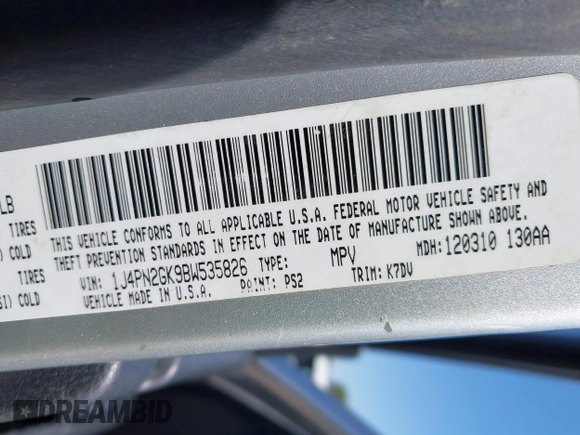 LB
TIRES
) COLD
TIRES
SI) COLD
THIS VEHICLE CONFORMS TO ALL APPLICABLE U.S.A. FEDERAL MOTOR VEHICLE SAFETY AND
THEFT PREVENTION STANDARDS IN EFFECT ON THE DATE OF MANUFACTURE SHOWN ABOVE.
VIN: 1J4PN2GK9BW535826 TYPE: MPV MDH: 120310 130AA
VEHICLE MADE IN U.S.A. PAINT: PS2 TRIM: K7DV
DREAMBID